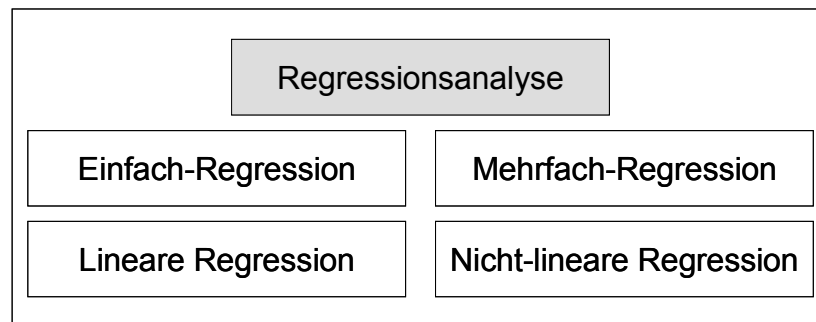 Regressionsanalyse
Einfach-Regression
Mehrfach-Regression
Lineare Regression
Nicht-lineare Regression